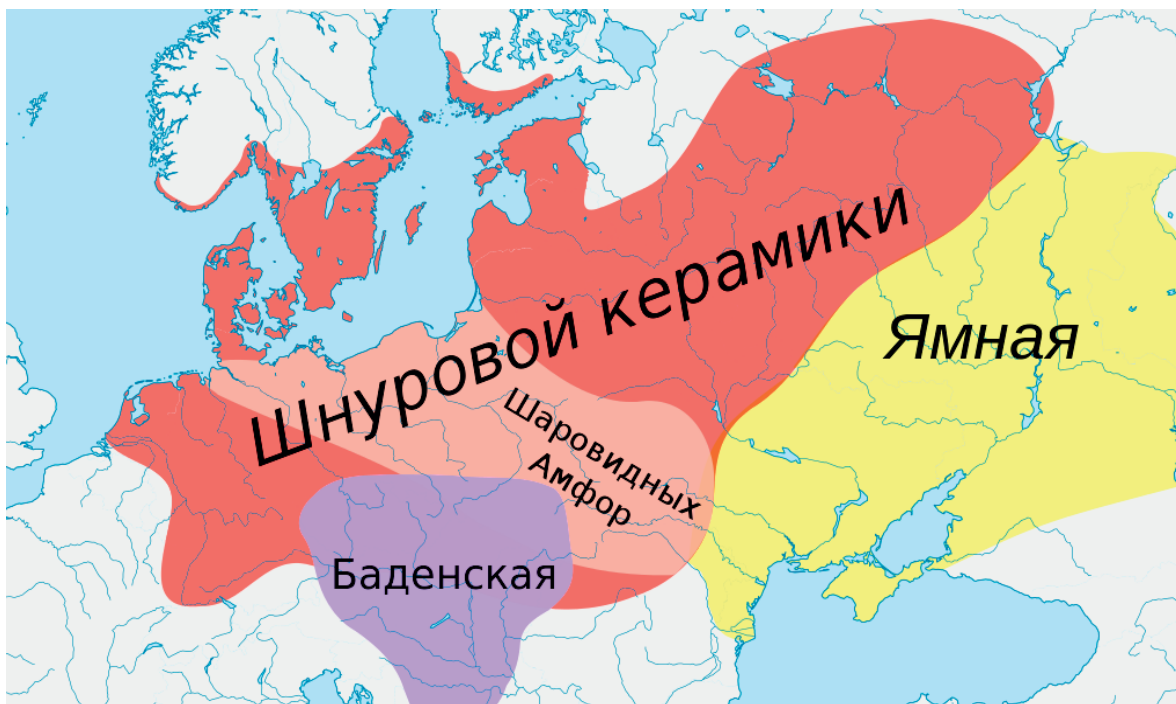 Шнуровой керамики
Ямная
Шаровидных
Амфор
Баденская